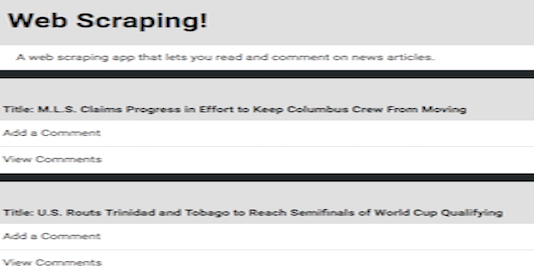 Web Scraping!
A web scraping app that lets you read and comment on news articles.
Title: M.L.S. Claims Progress in Effort to Keep Columbus Crew From Moving
Add a Comment
View Comments
Title: U.S. Routs Trinidad and Tobago to Reach Semifinals of World Cup Qualifying
Add a Comment
View Comments